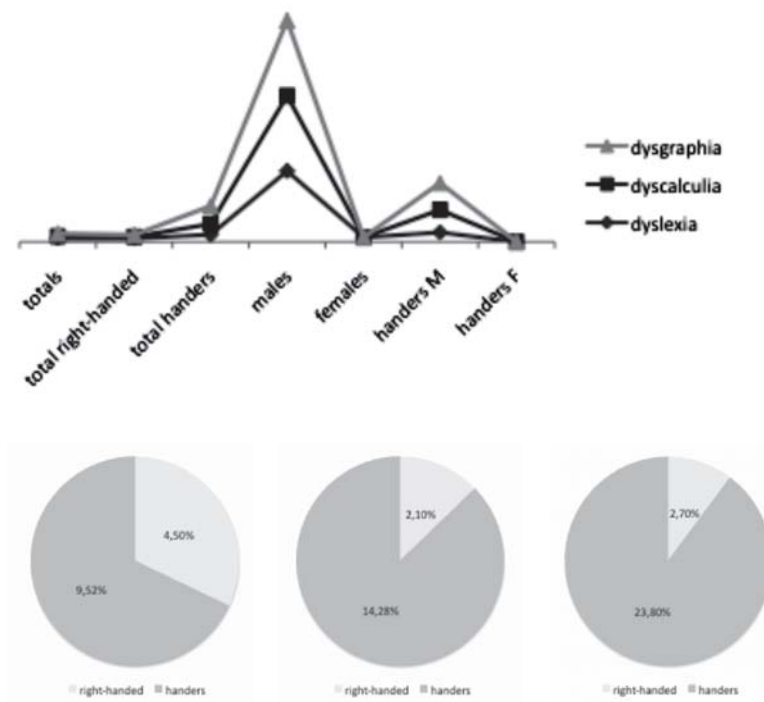 dysgraphia
dyscalculia
dyslexia
totals
total right-handed
total handers
males
females
handers M
handers F
4,50%
9,52%
right-handed handers
2,10%
14,28%
right-handed handers
2,70%
23,80%
right-handed handers